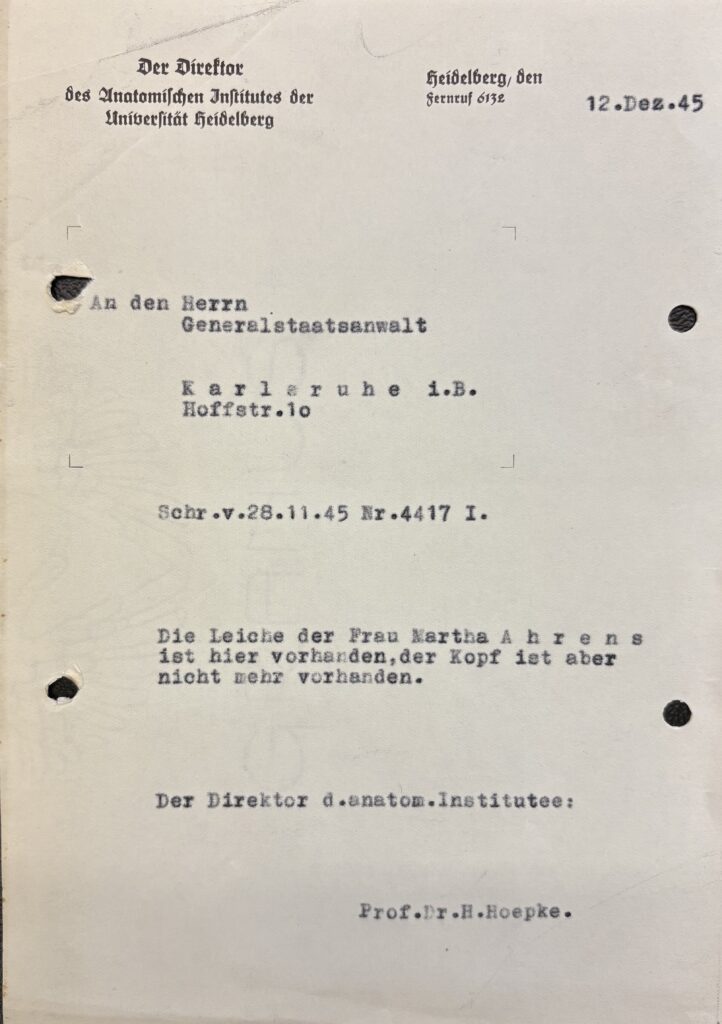 Der Direktor
des Anatomischen Institutes der
Universität Heidelberg
Heidelberg, den
Fernruf 6132
12.Dez.45
An den Herrn
Generalstaatsanwalt
K a r l s r u h e i.B.
Hoffstr.1o
Schr.v.28.11.45 Nr.4417 I.
Die Leiche der Frau Martha A h r e n s
ist hier vorhanden,der Kopf ist aber
nicht mehr vorhanden.
Der Direktor d.anatom.Institutee:
Prof.Dr.H.Hoepke.